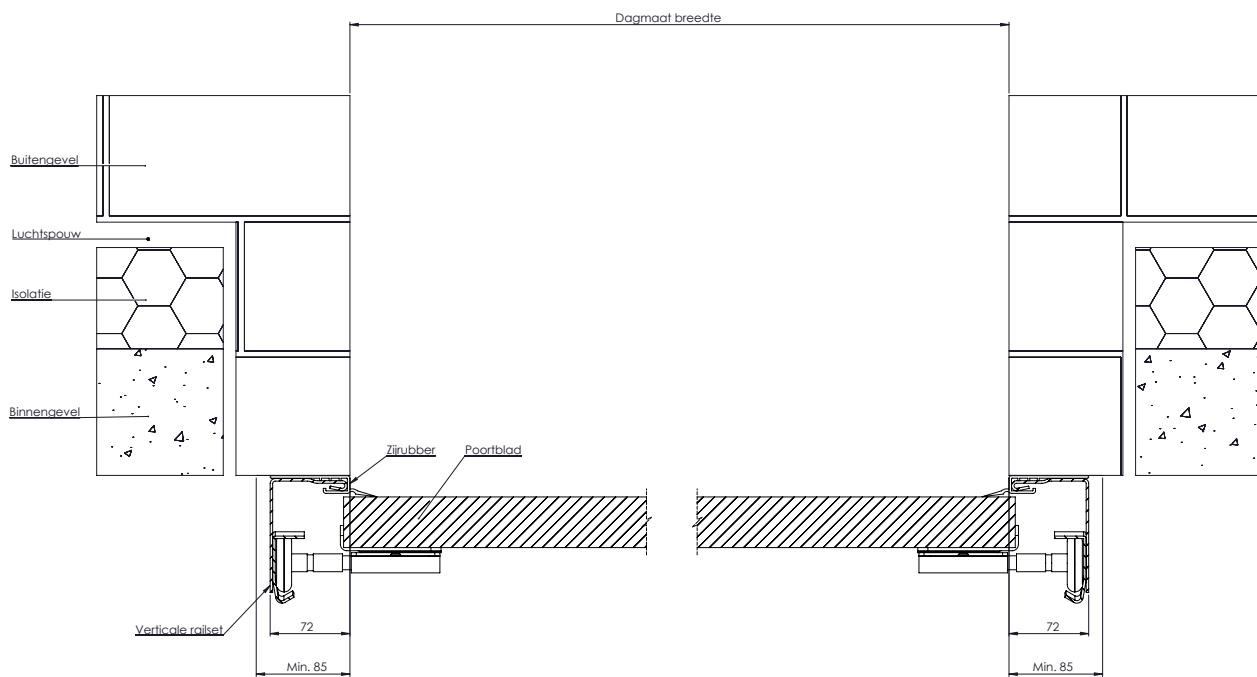 Dagmaat breedte
Buitengevel
Luchtspouw
Isolatie
Binnengevel
Zijrubber
Poortblad
Verticale railset
72
72
Min. 85
Min. 85